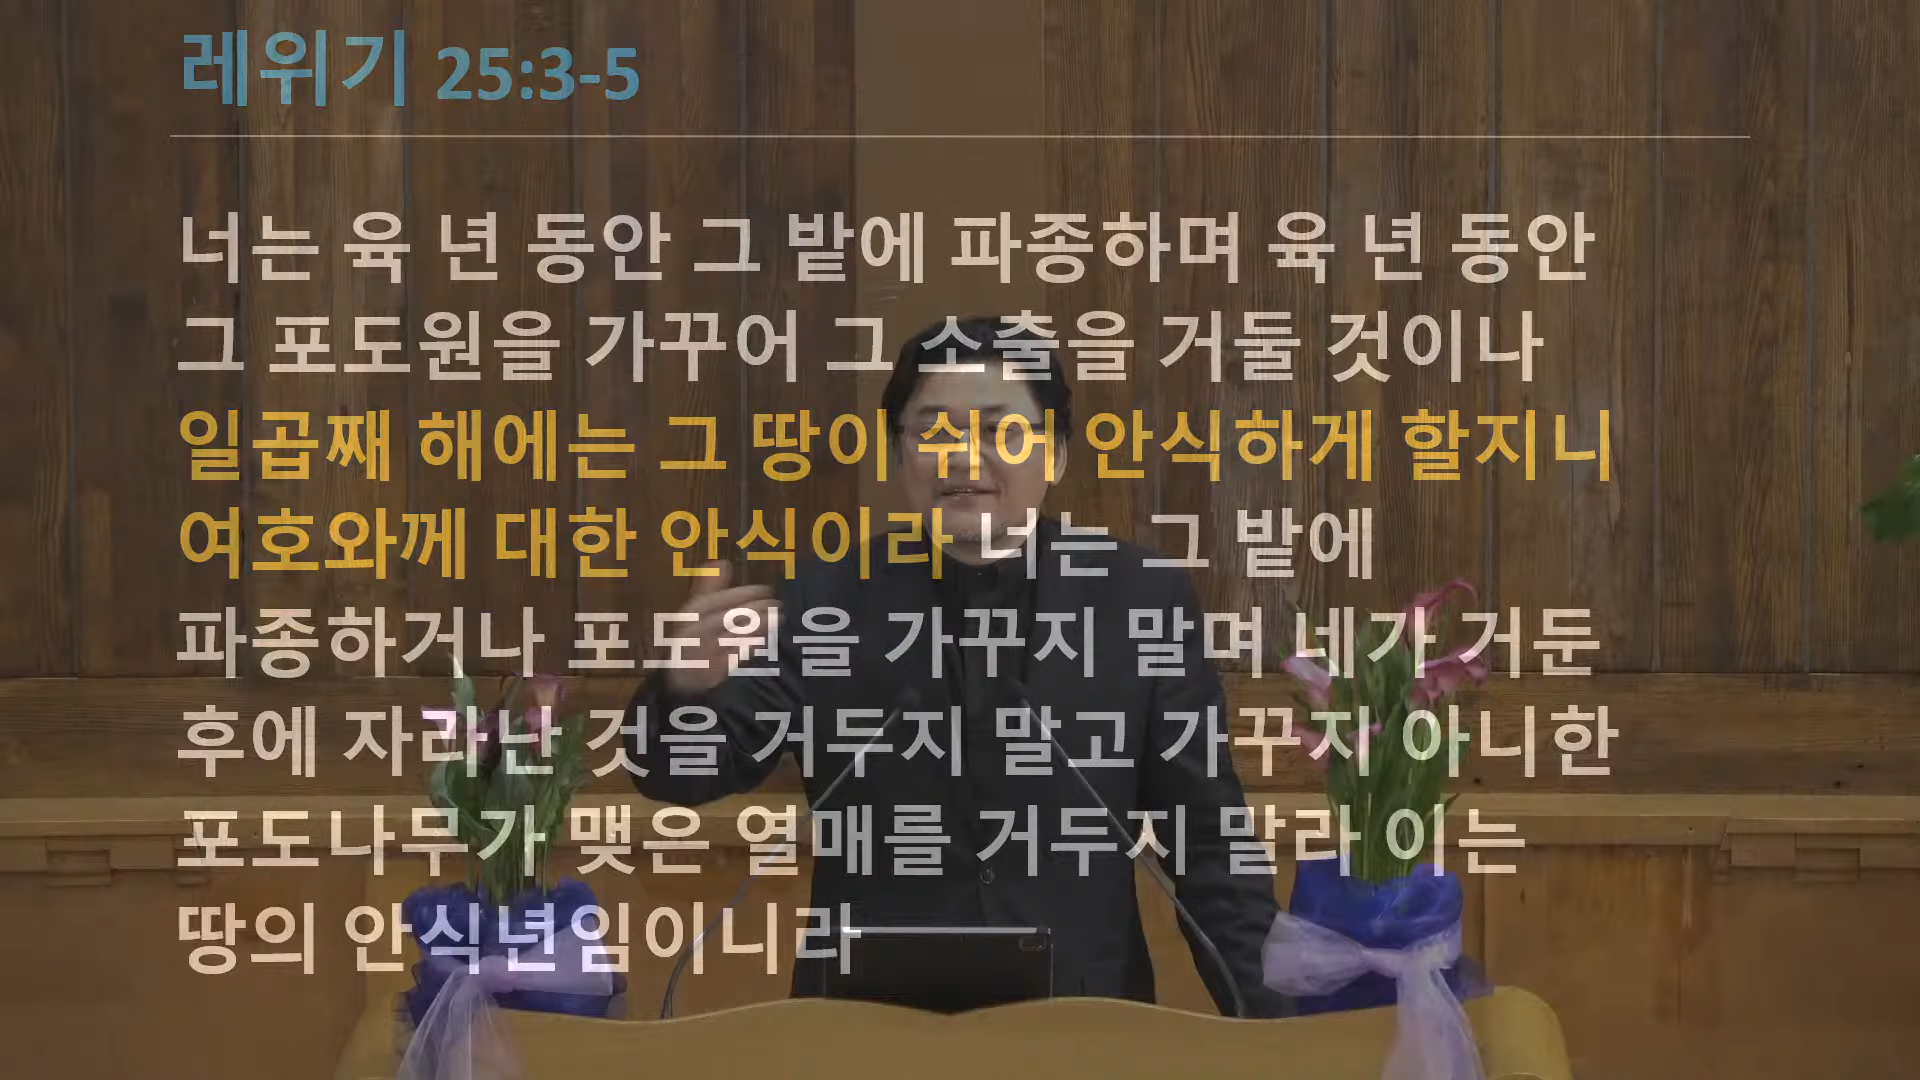 레위기 25:3-5
너는 육 년 동안 그 밭에 파종하며 육 년 동안
그 포도원을 가꾸어 그 소출을 거둘 것이나
일곱째 해에는 그 땅이 쉬어 안식하게 할지니
여호와께 대한 안식이라 너는 그 밭에
파종하거나 포도원을 가꾸지 말며 네가 거둔
후에 자라난 것을 거두지 말고 가꾸지 아니한
포도나무가 맺은 열매를 거두지 말라 이는
땅의 안식년임이니라